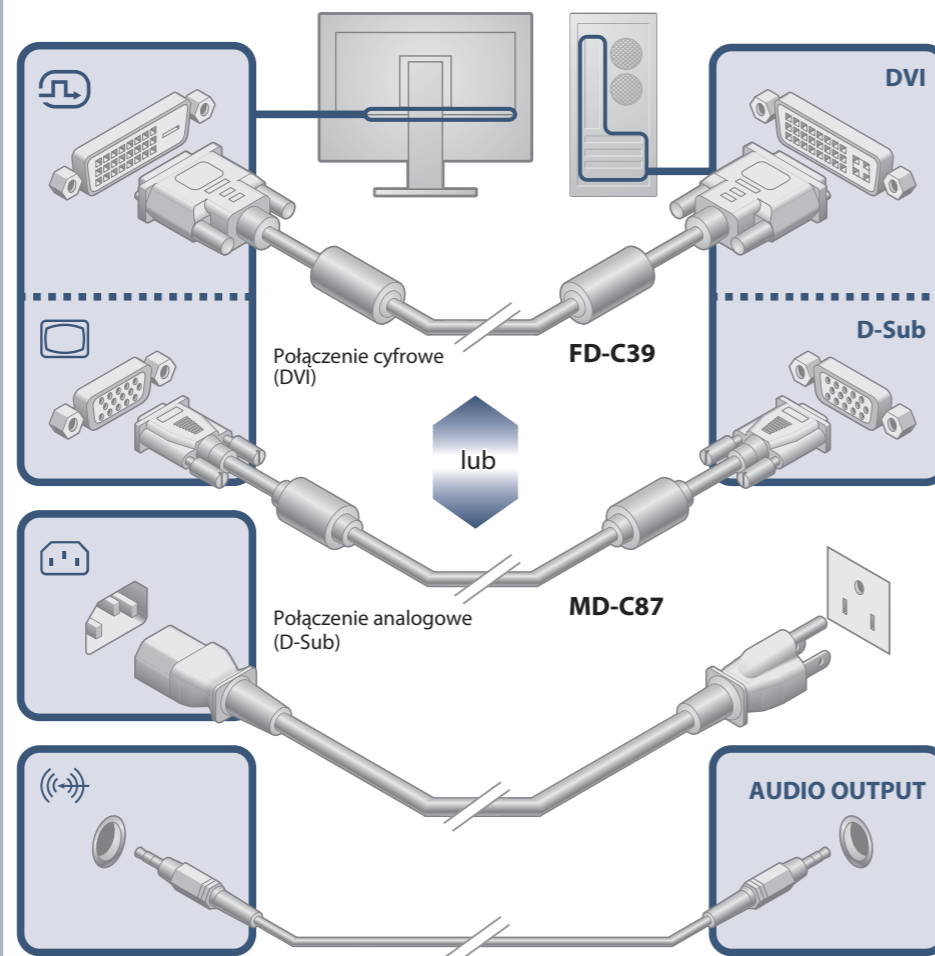 DVI
D-Sub
Połączenie cyfrowe
(DVI)
FD-C39
lub
Połączenie analogowe
(D-Sub)
MD-C87
AUDIO OUTPUT